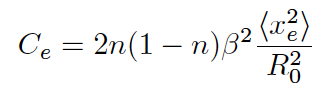 $C_e = 2n(1-n)\beta^2 \frac{\langle x_e^2 \rangle}{R_0^2}$